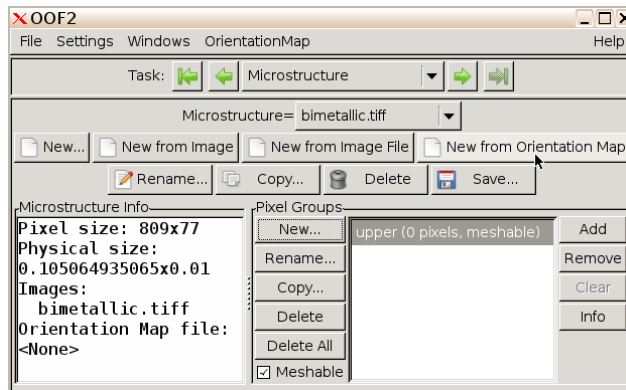 OOF2
File Settings Windows OrientationMap Help
Task: Microstructure
Microstructure= bimetallic.tiff
New... New from Image New from Image File New from Orientation Map
Rename... Copy... Delete Save...
Microstructure Info Pixel Groups
Pixel size: 809x77
Physical size:
0.105064935065x0.01
Images:
bimetallic.tiff
Orientation Map file:
<None>
New... upper (0 pixels, meshable) Add
Rename... Remove
Copy... Clear
Delete Info
Delete All
Meshable